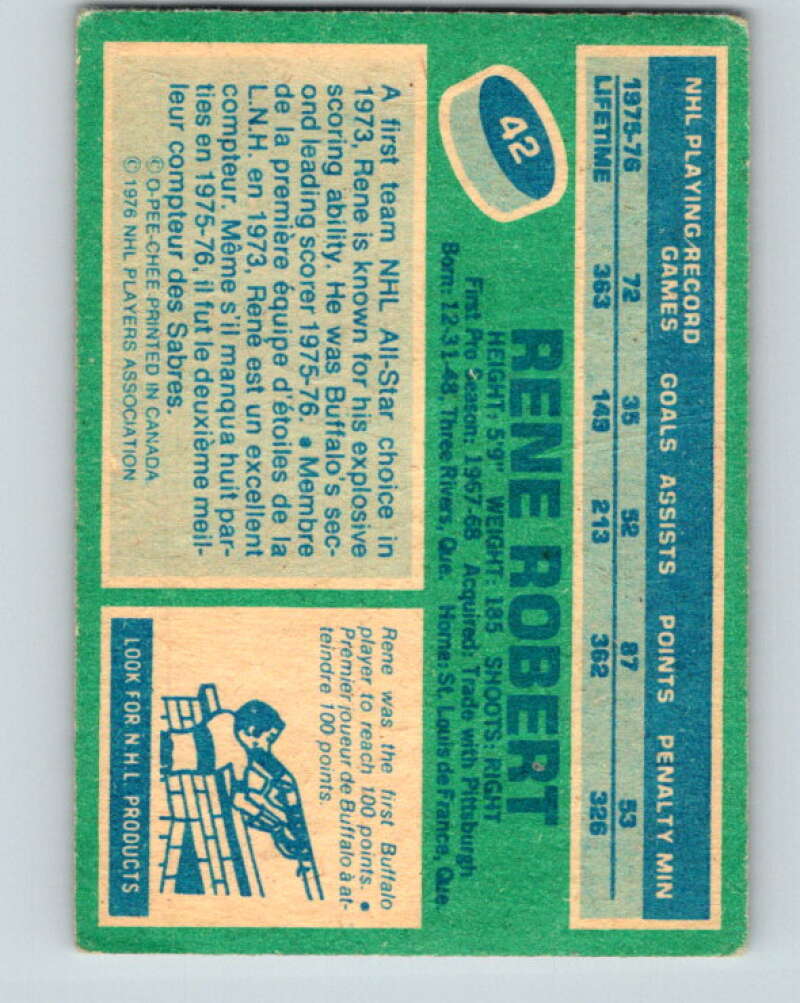 NHL PLAYING RECORD
GAMES GOALS ASSISTS POINTS PENALTY MIN
1975-76 72 35 52 87 53
LIFETIME 363 149 213 362 326
42
RENE ROBERT
HEIGHT: 5'9" WEIGHT: 185 SHOOTS: RIGHT
First Pro Season: 1967-68 Acquired: Trade with Pittsburgh
Born: 12-31-48, Three Rivers, Que. Home: St. Louis de France, Que.
A first team NHL All-Star choice in
1973, Rene is known for his explosive
scoring ability. He was Buffalo's sec-
ond leading scorer 1975-76. • Membre
de la première équipe d'étoiles de la
L.N.H. en 1973, René est un excellent
compteur. Même s'il manqua huit par-
ties en 1975-76, il fut le deuxième meil-
leur compteur des Sabres.
© O-PEE-CHEE PRINTED IN CANADA
© 1976 NHL PLAYERS ASSOCIATION
Rene was the first Buffalo
player to reach 100 points. •
Premier joueur de Buffalo à at-
teindre 100 points.
LOOK FOR N.H.L PRODUCTS